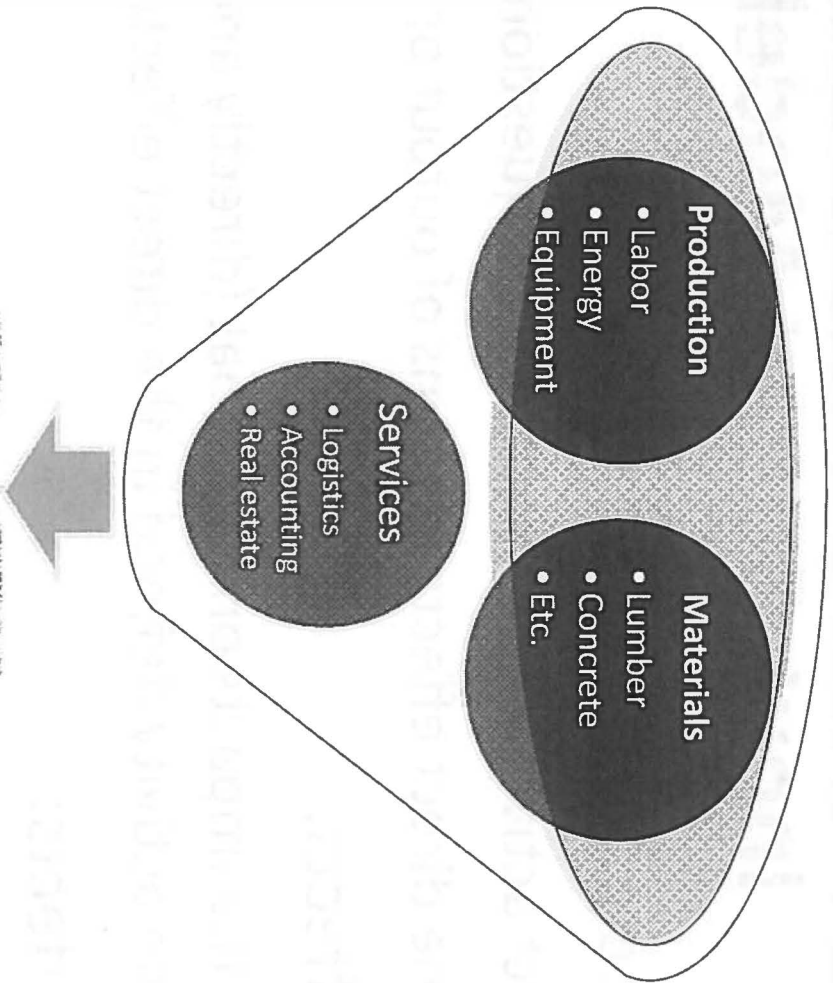 Production
• Labor
• Energy
• Equipment
Materials
• Lumber
• Concrete
• Etc.
Services
• Logistics
• Accounting
• Real estate